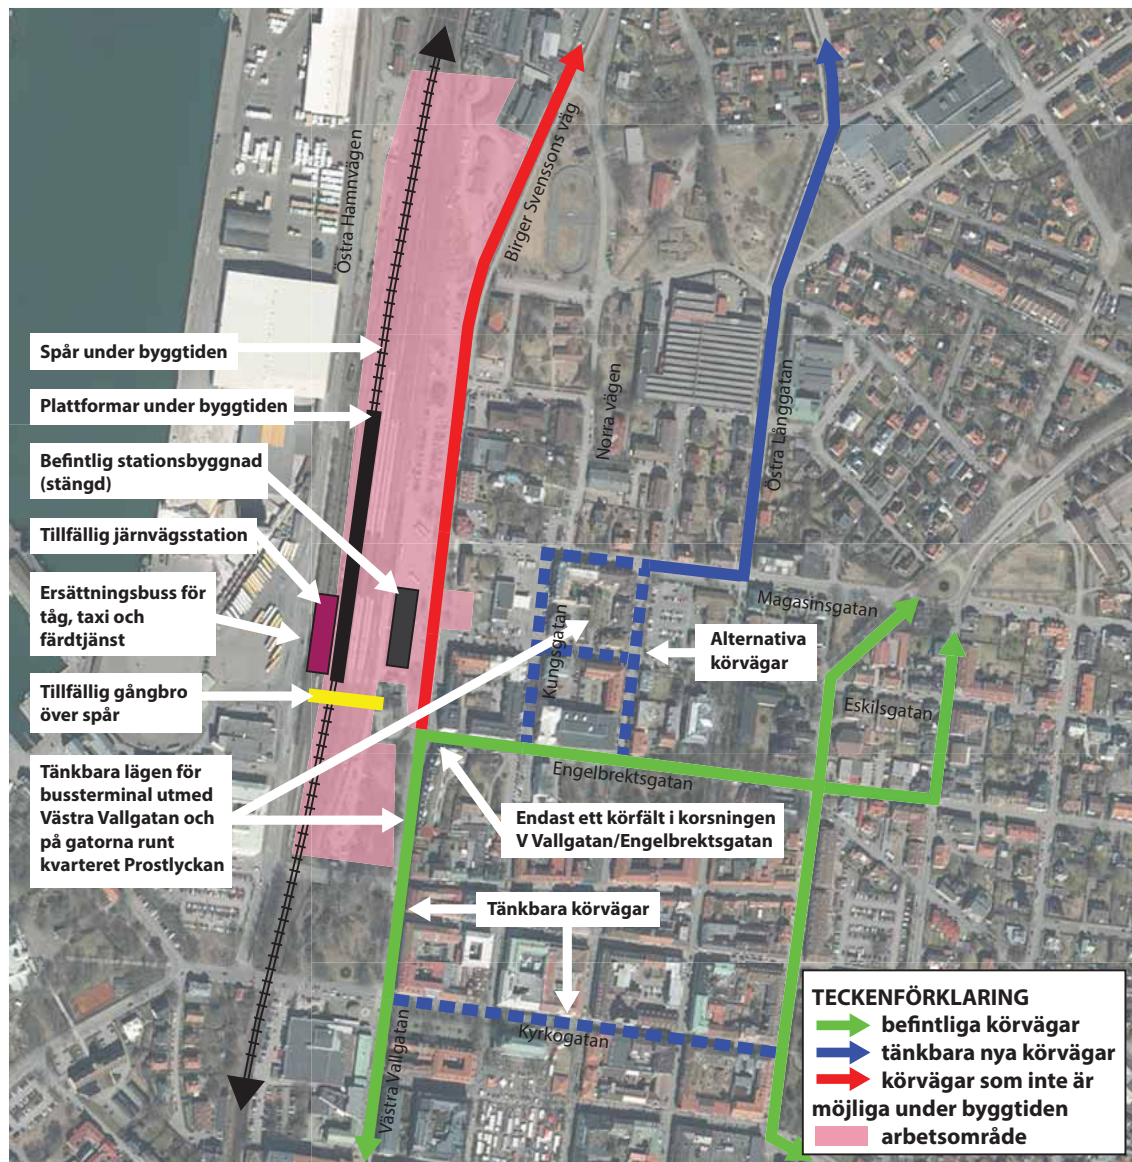 Östra Hamnvägen
Birger Svenssons väg
Spår under byggtiden
Plattformar under byggtiden
Befintlig stationsbyggnad
(stängd)
Tillfällig järnvägsstation
Ersättningsbuss för
tåg, taxi och
färdtjänst
Tillfällig gångbro
över spår
Tänkbara lägen för
bussterminal utmed
Västra Vallgatan och
på gatorna runt
kvarteret Prostlyckan
Norra vägen
Östra Långgatan
Magasinsgatan
Kungsgatan
Alternativa
körvägar
Eskilsgatan
Engelbrektsgatan
Endast ett körfält i korsningen
V Vallgatan/Engelbrektsgatan
Tänkbara körvägar
Kyrkogatan
Västra Vallgatan
TECKENFÖRKLARING
befintliga körvägar
tänkbara nya körvägar
körvägar som inte är
möjliga under byggtiden
arbetsområde